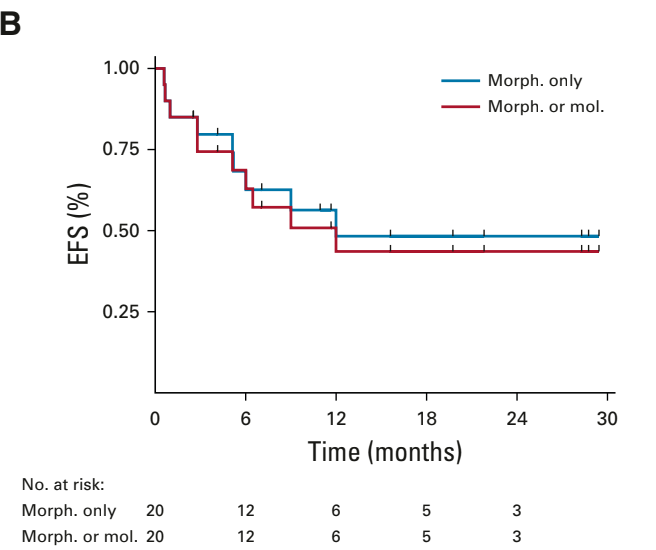 B
1.00
0.75
0.50
0.25
EFS (%)
Morph. only
Morph. or mol.
0 6 12 18 24 30
Time (months)
No. at risk:
Morph. only 20 12 6 5 3
Morph. or mol. 20 12 6 5 3